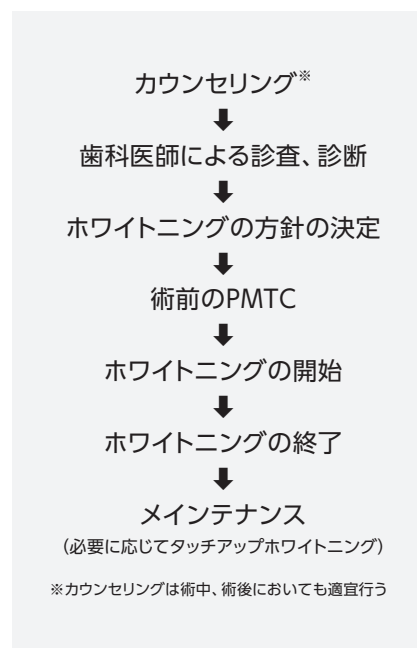 カウンセリング※
⬇
歯科医師による診査、診断
⬇
ホワイトニングの方針の決定
⬇
術前のPMTC
⬇
ホワイトニングの開始
⬇
ホワイトニングの終了
⬇
メインテナンス
（必要に応じてタッチアップホワイトニング）
※カウンセリングは術中、術後においても適宜行う